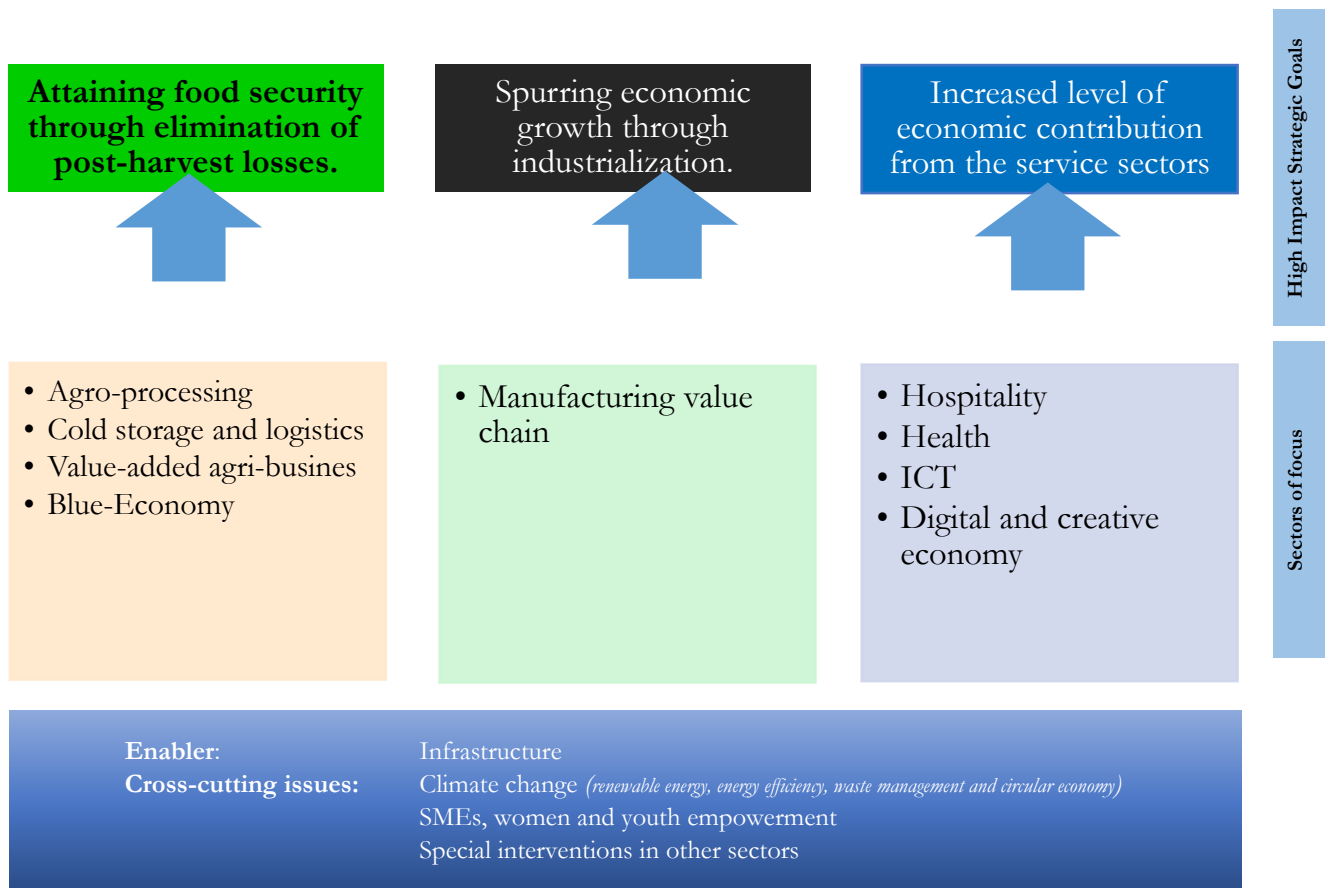 Attaining food security
through elimination of
post-harvest losses.
Spurring economic
growth through
industrialization.
Increased level of
economic contribution
from the service sectors
High Impact Strategic Goals
• Agro-processing
• Cold storage and logistics
• Value-added agri-busines
• Blue-Economy
• Manufacturing value
chain
• Hospitality
• Health
• ICT
• Digital and creative
economy
Sectors of focus
Enabler: Infrastructure
Cross-cutting issues: Climate change (renewable energy, energy efficiency, waste management and circular economy)
SMEs, women and youth empowerment
Special interventions in other sectors